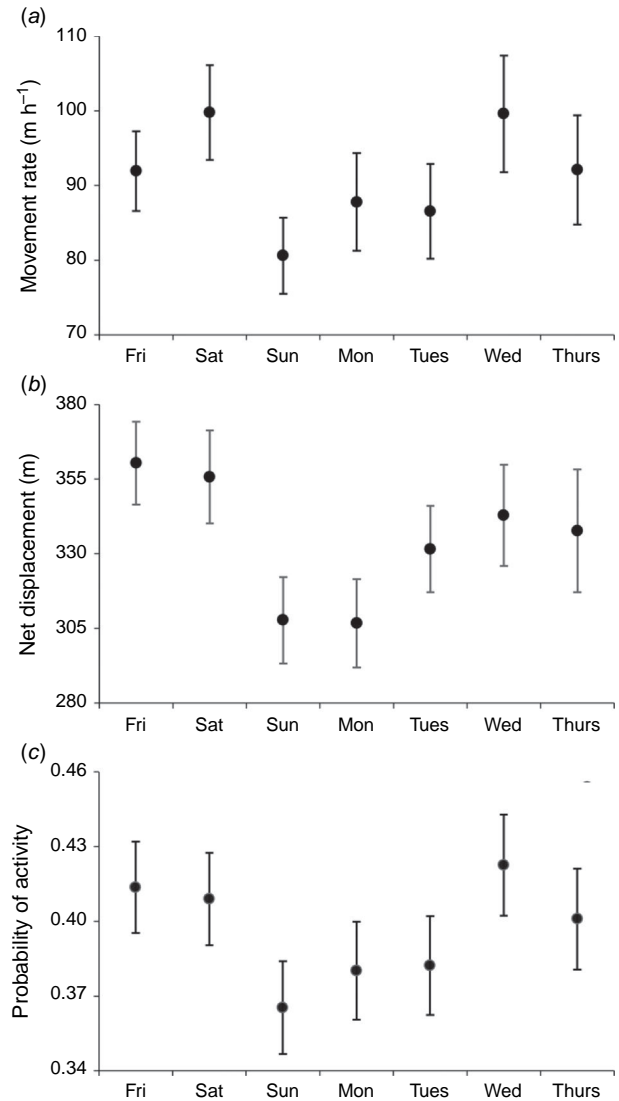 (a)
Movement rate (m h⁻¹)
110
100
90
80
70
Fri Sat Sun Mon Tues Wed Thurs
(b)
Net displacement (m)
380
355
330
305
280
Fri Sat Sun Mon Tues Wed Thurs
(c)
Probability of activity
0.46
0.43
0.40
0.37
0.34
Fri Sat Sun Mon Tues Wed Thurs